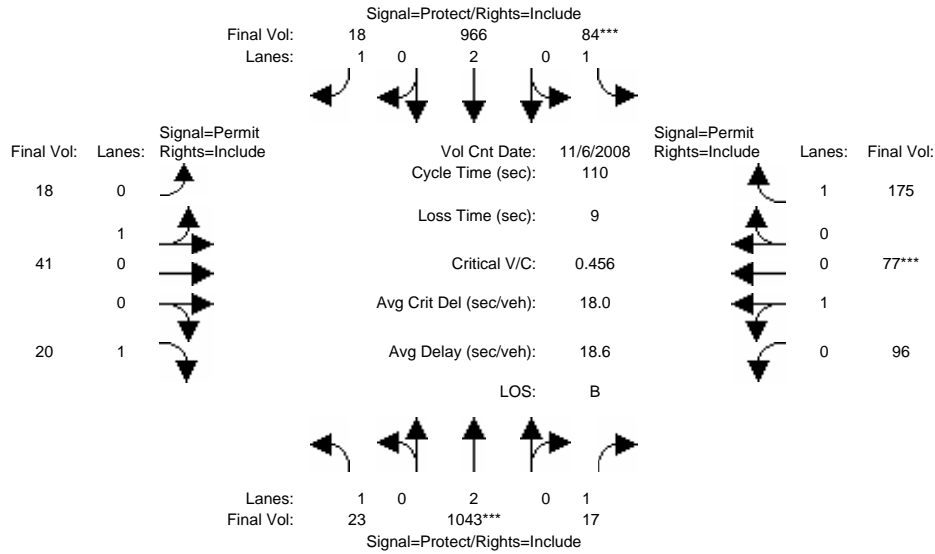 Signal=Protect/Rights=Include
Final Vol: 18 966 84***
Lanes: 1 0 2 0 1
Signal=Permit
Final Vol: Lanes: Rights=Include
Vol Cnt Date: 11/6/2008
Signal=Permit
Rights=Include Lanes: Final Vol:
Cycle Time (sec): 110
18 0
1 175
Loss Time (sec): 9
1
0
41 0
Critical V/C: 0.456
0 77***
0
Avg Crit Del (sec/veh): 18.0
1
20 1
Avg Delay (sec/veh): 18.6
0 96
LOS: B
Lanes: 1 0 2 0 1
Final Vol: 23 1043*** 17
Signal=Protect/Rights=Include